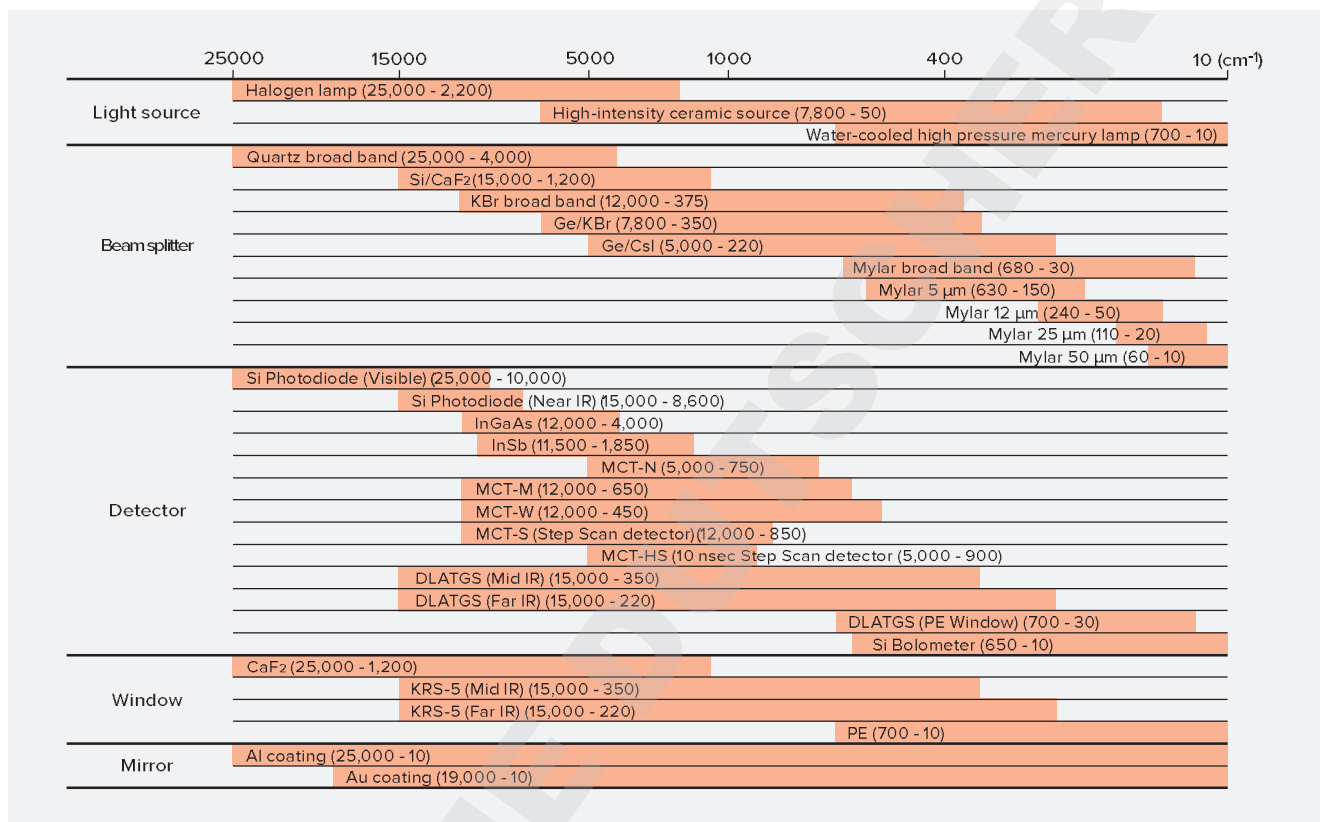 25000 15000 5000 1000 400 10 (cm⁻¹)
Light source
Halogen lamp (25,000 - 2,200)
High-intensity ceramic source (7,800 - 50)
Water-cooled high pressure mercury lamp (700 - 10)
Beam splitter
Quartz broad band (25,000 - 4,000)
Si/CaF₂ (15,000 - 1,200)
KBr broad band (12,000 - 375)
Ge/KBr (7,800 - 350)
Ge/CsI (5,000 - 220)
Mylar broad band (680 - 30)
Mylar 5 µm (630 - 150)
Mylar 12 µm (240 - 50)
Mylar 25 µm (110 - 20)
Mylar 50 µm (60 - 10)
Detector
Si Photodiode (Visible) (25,000 - 10,000)
Si Photodiode (Near IR) (15,000 - 8,600)
InGaAs (12,000 - 4,000)
InSb (11,500 - 1,850)
MCT-N (5,000 - 750)
MCT-M (12,000 - 650)
MCT-W (12,000 - 450)
MCT-S (Step Scan detector) (12,000 - 850)
MCT-HS (10 nsec Step Scan detector (5,000 - 900)
DLATGS (Mid IR) (15,000 - 350)
DLATGS (Far IR) (15,000 - 220)
DLATGS (PE Window) (700 - 30)
Si Bolometer (650 - 10)
Window
CaF₂ (25,000 - 1,200)
KRS-5 (Mid IR) (15,000 - 350)
KRS-5 (Far IR) (15,000 - 220)
PE (700 - 10)
Mirror
Al coating (25,000 - 10)
Au coating (19,000 - 10)
DUTSCHER